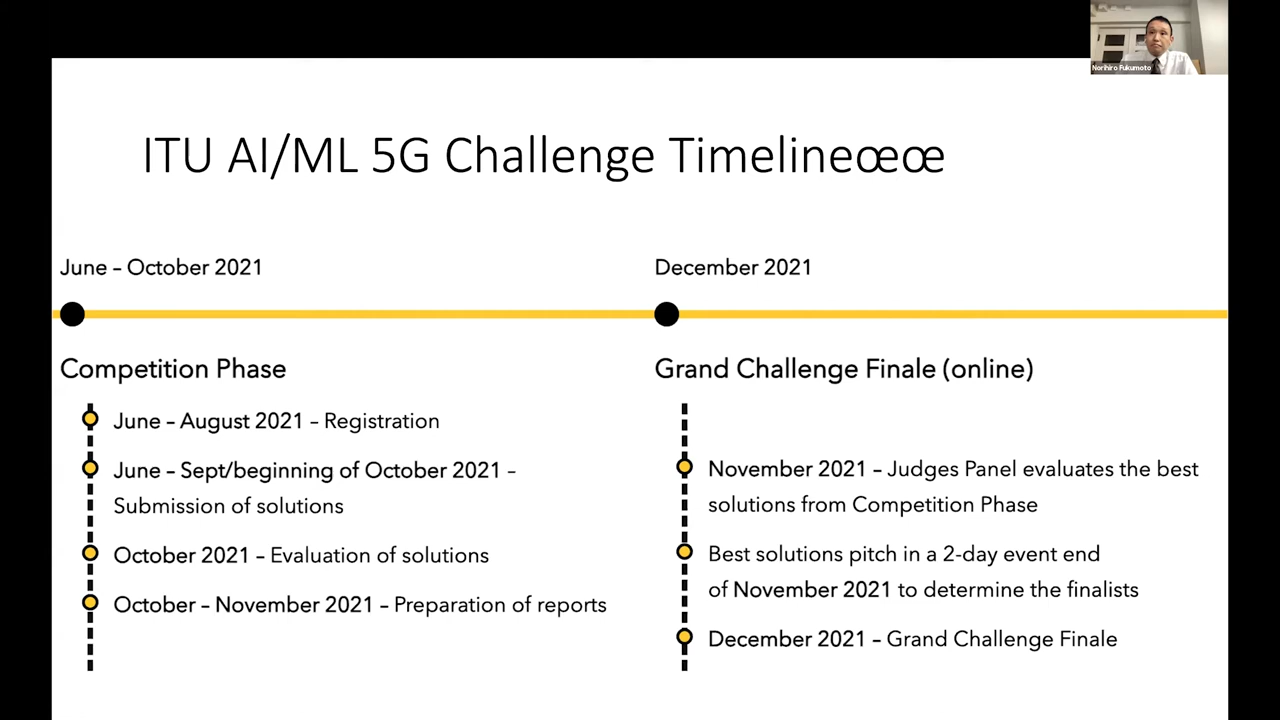 Norihiro Fukumoto
ITU AI/ML 5G Challenge Timelineœœ
June – October 2021
December 2021
Competition Phase
June – August 2021 – Registration
June – Sept/beginning of October 2021 –
Submission of solutions
October 2021 – Evaluation of solutions
October – November 2021 – Preparation of reports
Grand Challenge Finale (online)
November 2021 – Judges Panel evaluates the best
solutions from Competition Phase
Best solutions pitch in a 2-day event end
of November 2021 to determine the finalists
December 2021 – Grand Challenge Finale